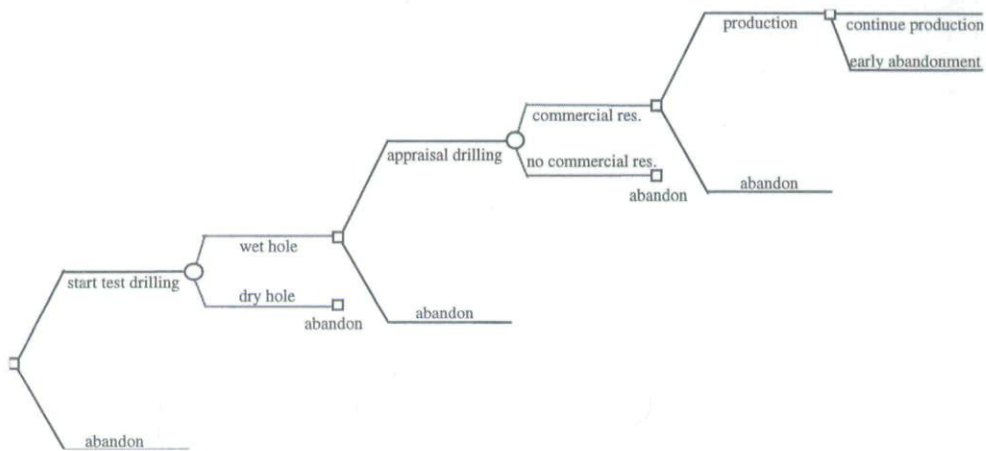 production
continue production
early abandonment
commercial res.
appraisal drilling
no commercial res.
abandon
abandon
wet hole
start test drilling
dry hole
abandon
abandon
abandon